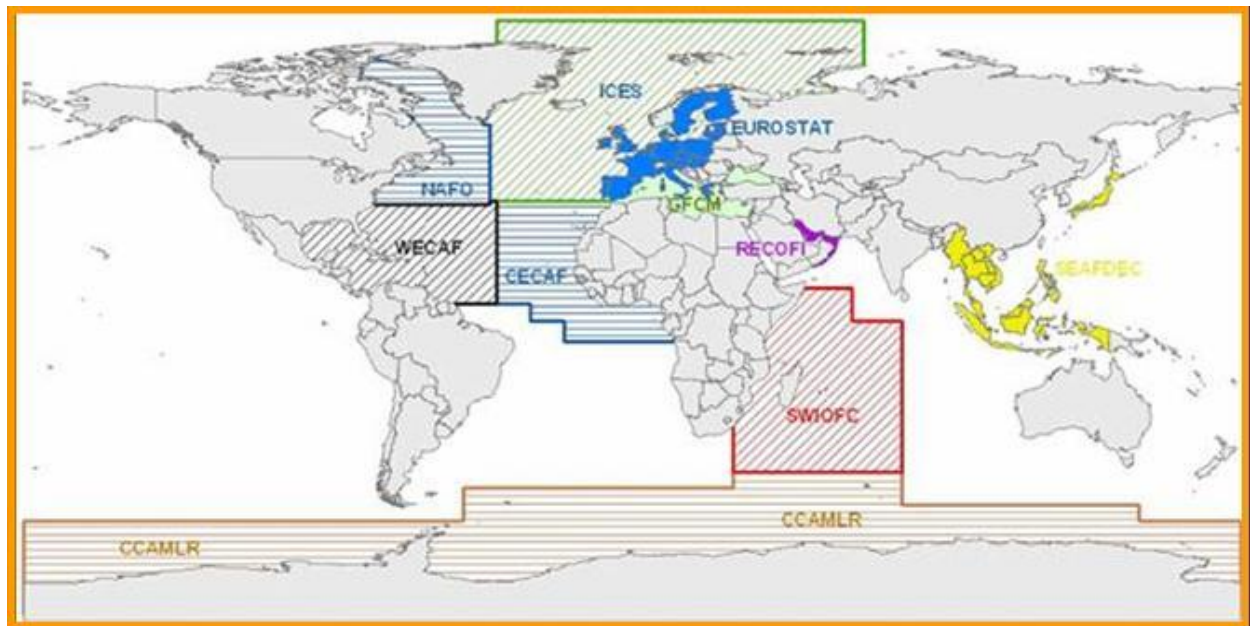 ICES
EUROSTAT
NAFO
GFCM
WECAF
RECOFI
CECAF
SEAFDEC
SWIOFC
CCAMLR
CCAMLR